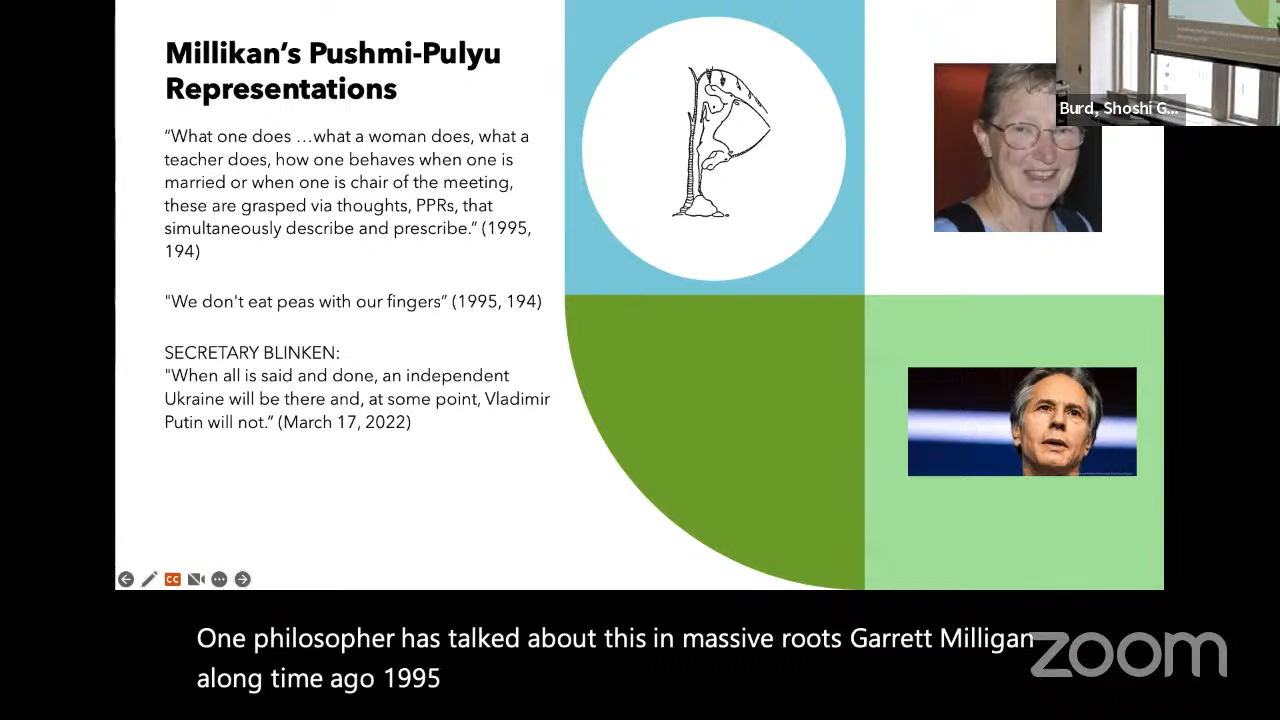 Millikan’s Pushmi-Pulyu
Representations
“What one does …what a woman does, what a
teacher does, how one behaves when one is
married or when one is chair of the meeting,
these are grasped via thoughts, PPRs, that
simultaneously describe and prescribe.” (1995,
194)
"We don't eat peas with our fingers” (1995, 194)
SECRETARY BLINKEN:
"When all is said and done, an independent
Ukraine will be there and, at some point, Vladimir
Putin will not.” (March 17, 2022)
Burd, Shoshi G...
CC
One philosopher has talked about this in massive roots Garrett Milligan
along time ago 1995
zoom